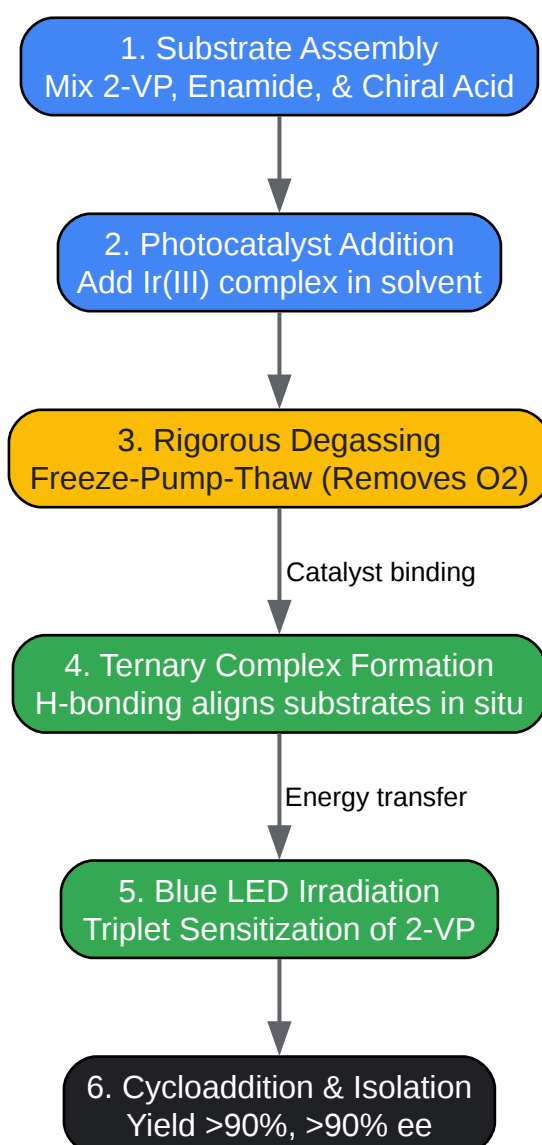 1. Substrate Assembly
Mix 2-VP, Enamide, & Chiral Acid
2. Photocatalyst Addition
Add Ir(III) complex in solvent
3. Rigorous Degassing
Freeze-Pump-Thaw (Removes O2)
Catalyst binding
4. Ternary Complex Formation
H-bonding aligns substrates in situ
Energy transfer
5. Blue LED Irradiation
Triplet Sensitization of 2-VP
6. Cycloaddition & Isolation
Yield >90%, >90% ee